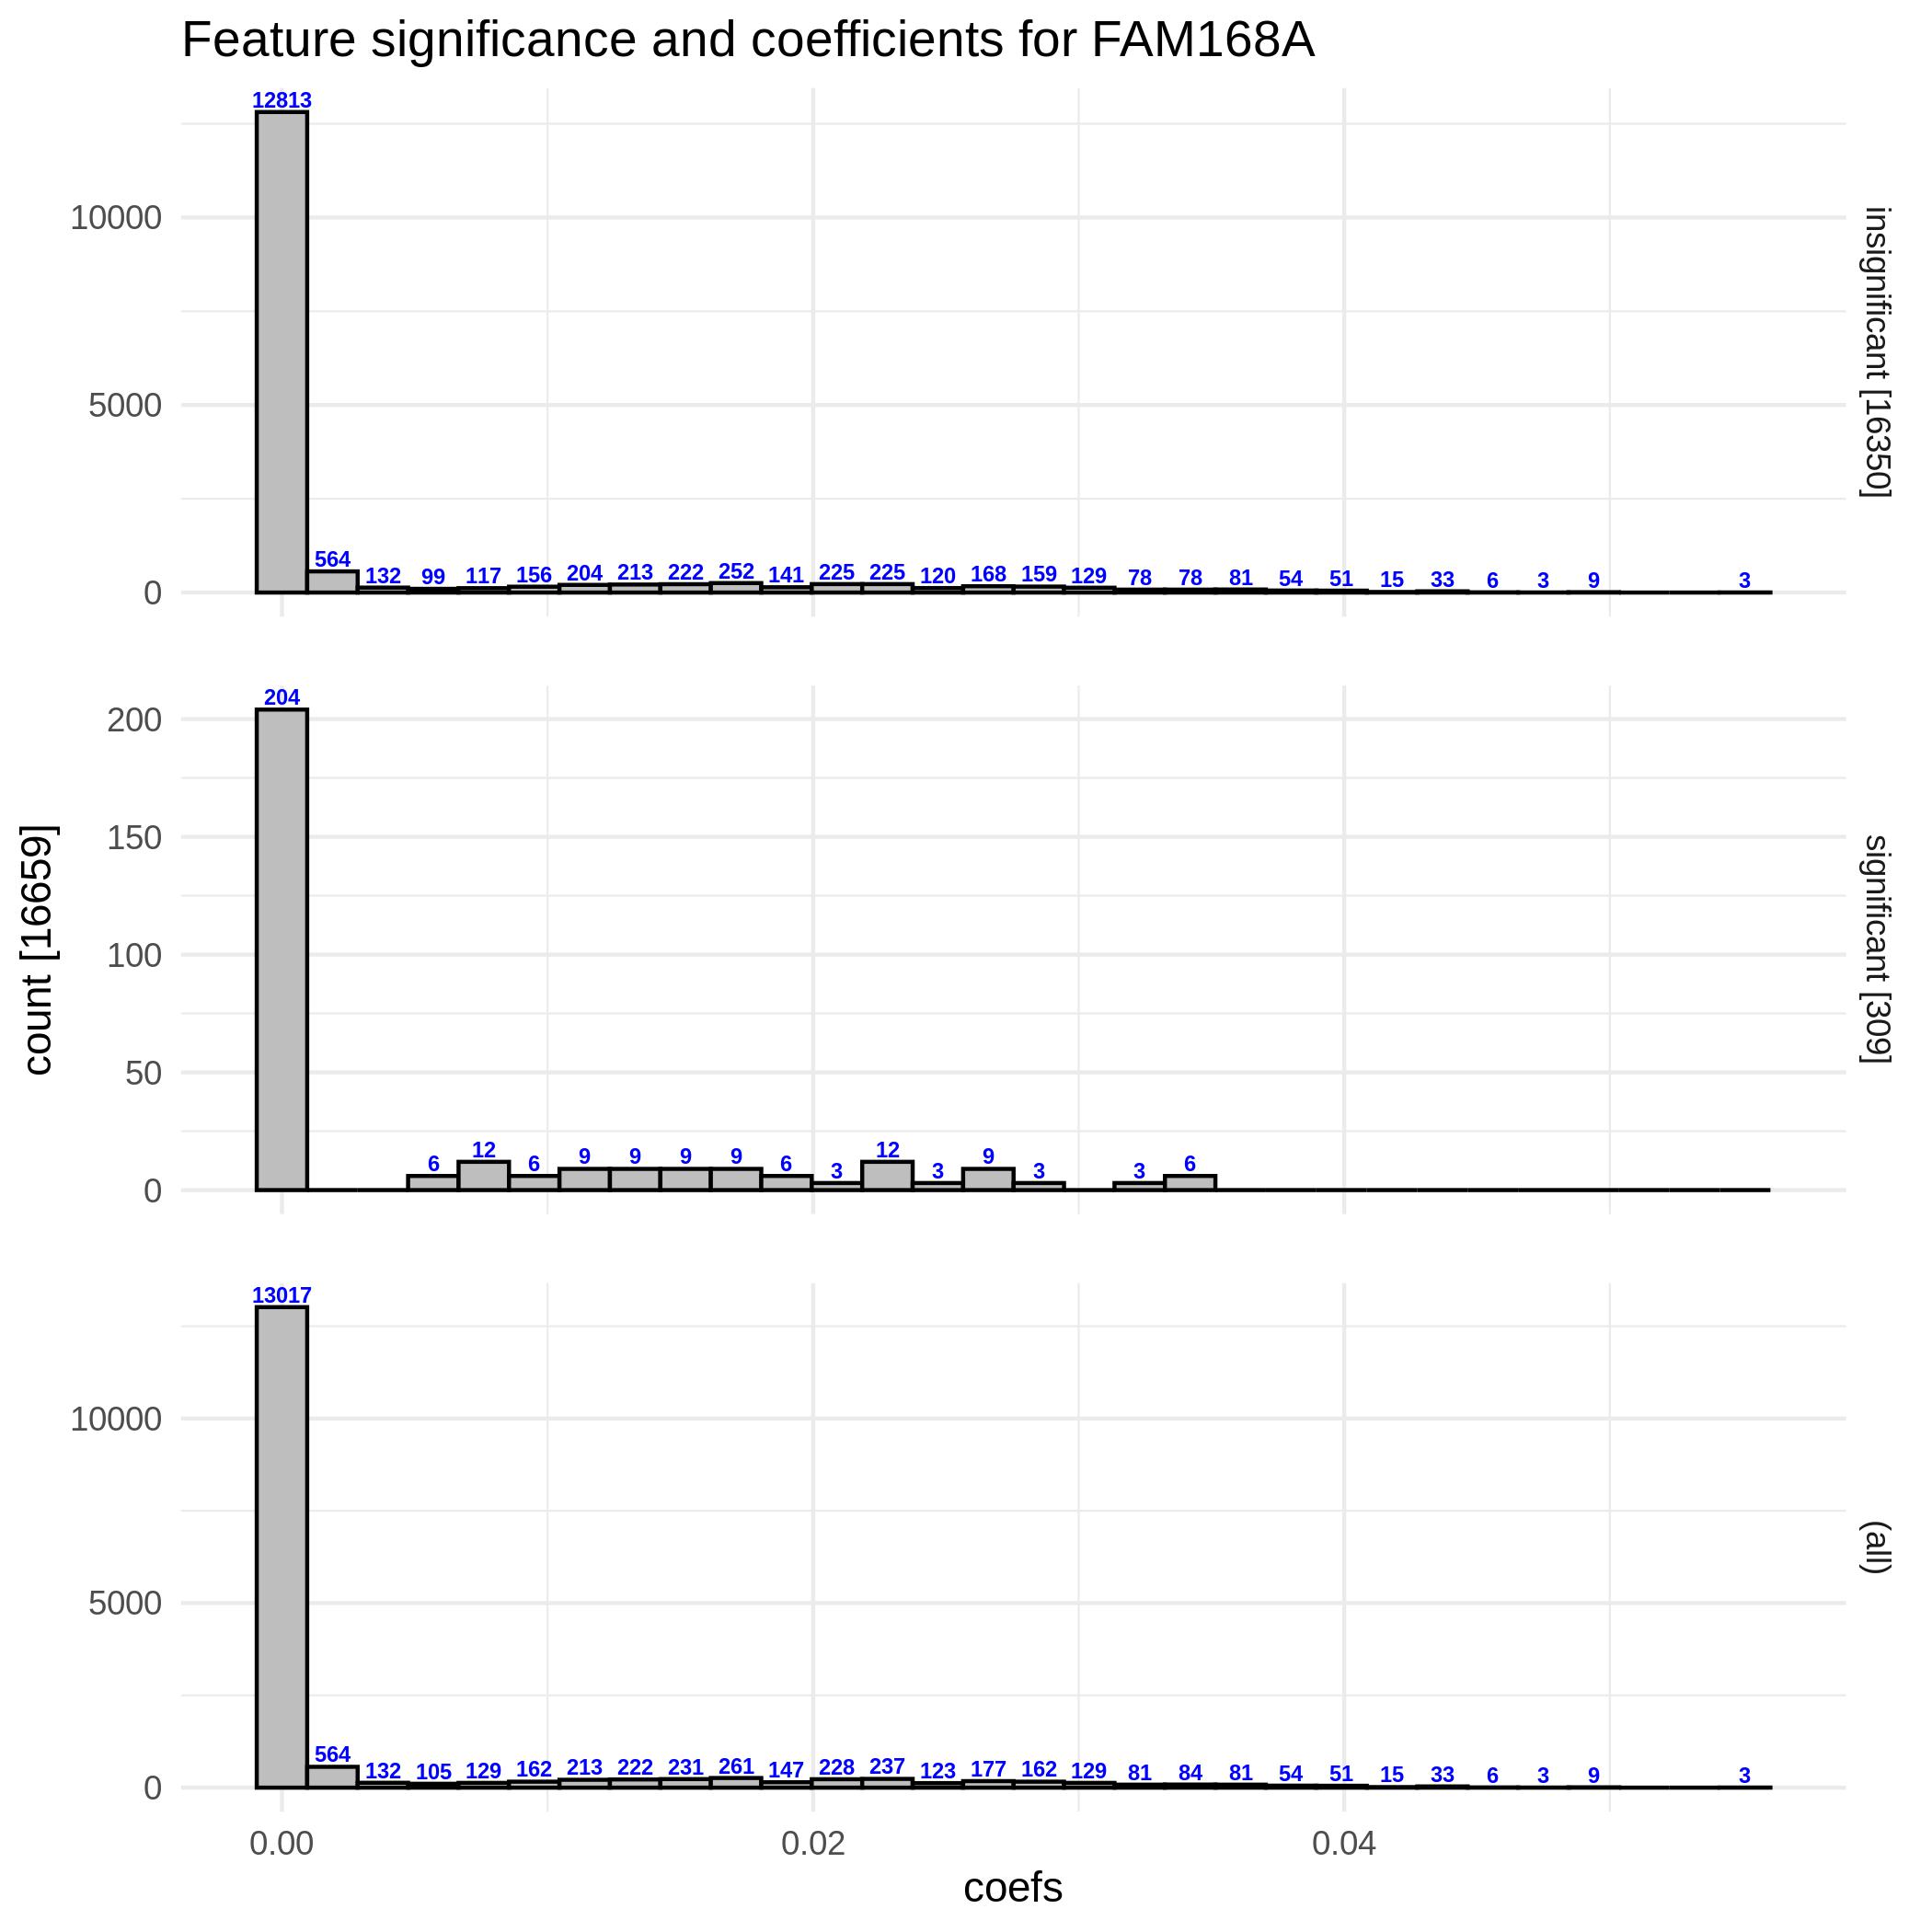 Feature significance and coefficients for FAM168A
12813
10000
5000
0
564 132 99 117 156 204 213 222 252 141 225 225 120 168 159 129 78 78 81 54 51 15 33 6 3 9 3
insignificant [16350]
204
200
150
100
50
0
6 12 6 9 9 9 9 6 3 12 3 9 3 3 6
significant [309]
count [16659]
13017
10000
5000
0
564 132 105 129 162 213 222 231 261 147 228 237 123 177 162 129 81 84 81 54 51 15 33 6 3 9 3
(all)
0.00 0.02 0.04
coefs